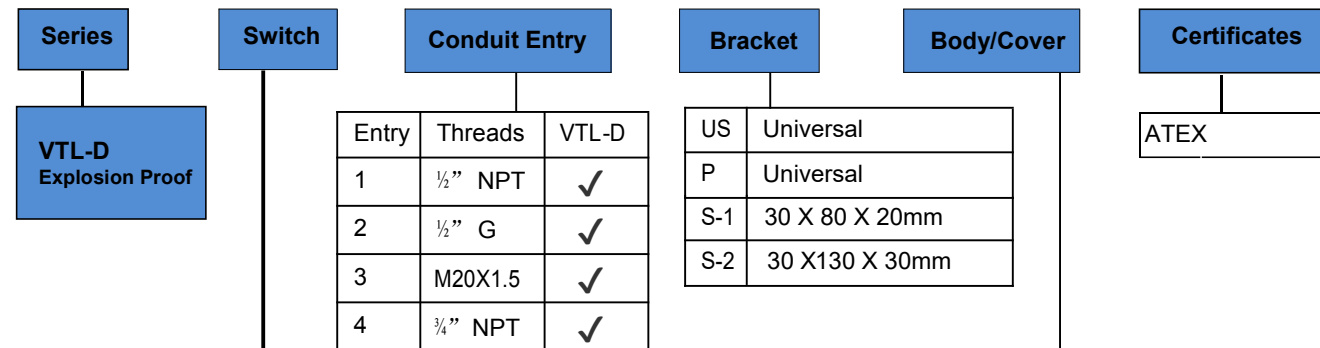 Series Switch Conduit Entry Bracket Body/Cover Certificates
VTL-D
Explosion Proof
Entry Threads VTL-D
1 ½” NPT ✓
2 ½” G ✓
3 M20X1.5 ✓
4 ¾” NPT ✓
US Universal
P Universal
S-1 30 X 80 X 20mm
S-2 30 X130 X 30mm
ATEX